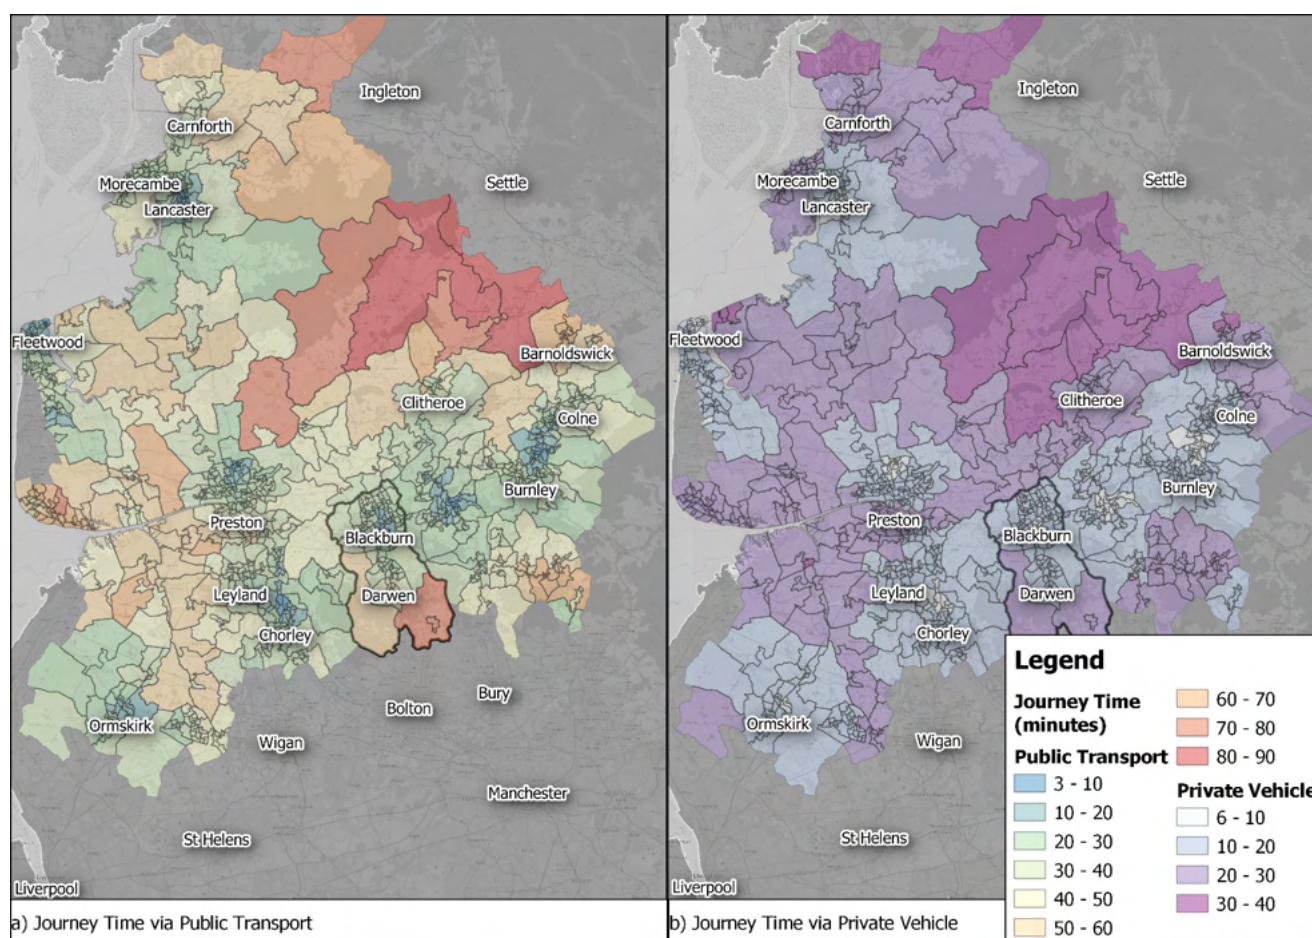 Ingleton
Carnforth
Morecambe
Settle
Lancaster
Fleetwood
Barnoldswick
Clitheroe
Colne
Burnley
Preston
Blackburn
Leyland
Darwen
Chorley
Bury
Bolton
Ormskirk
Wigan
Manchester
St Helens
Liverpool
a) Journey Time via Public Transport
Ingleton
Carnforth
Morecambe
Settle
Lancaster
Fleetwood
Barnoldswick
Clitheroe
Colne
Burnley
Preston
Blackburn
Leyland
Darwen
Chorley
Ormskirk
Wigan
St Helens
Liverpool
b) Journey Time via Private Vehicle
Legend
Journey Time
(minutes)
Public Transport
3 - 10
10 - 20
20 - 30
30 - 40
40 - 50
50 - 60
60 - 70
70 - 80
80 - 90
Private Vehicle
6 - 10
10 - 20
20 - 30
30 - 40